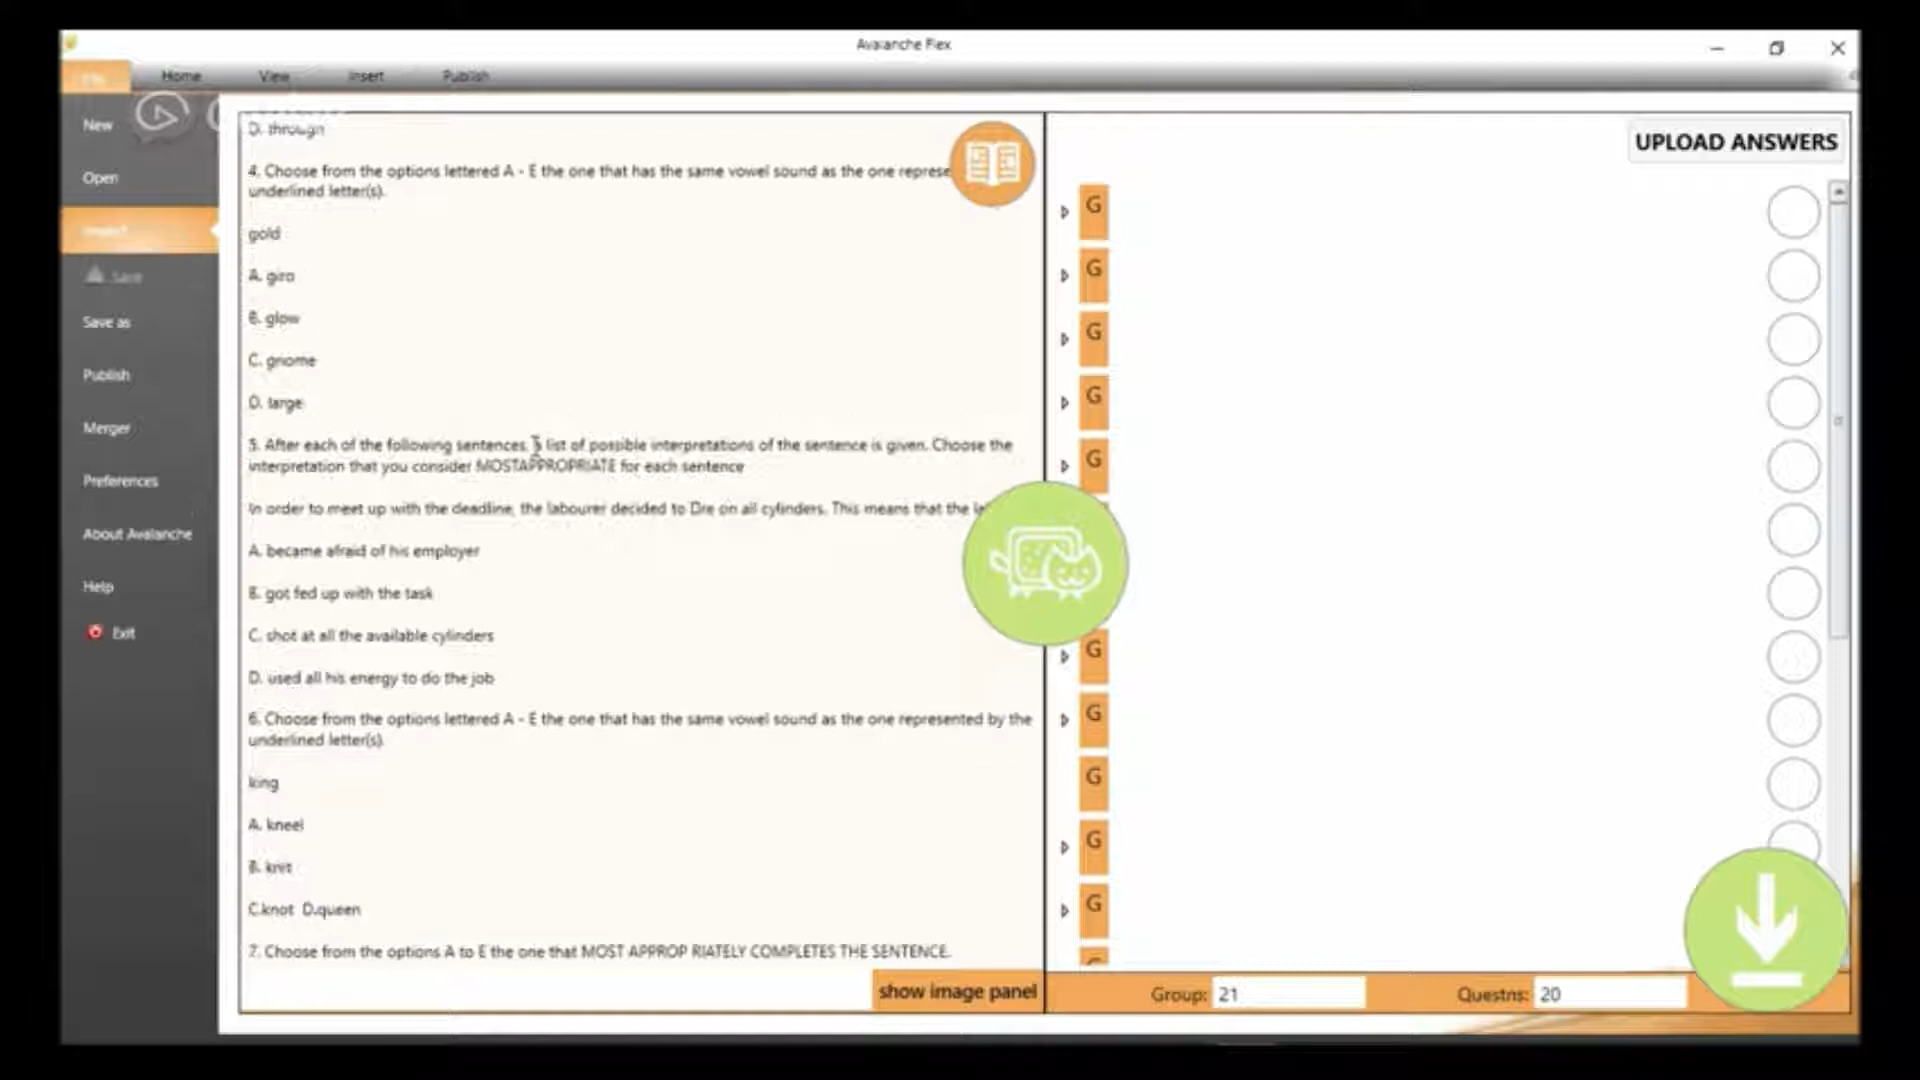 Avalanche Flex
File Home View Insert Publish
New
Open
Import
Save
Save as
Publish
Merger
Preferences
About Avalanche
Help
Exit
D. through
4. Choose from the options lettered A - E the one that has the same vowel sound as the one represe
underlined letter(s).
gold
A. giro
B. glow
C. gnome
D. large
5. After each of the following sentences, a list of possible interpretations of the sentence is given. Choose the
interpretation that you consider MOSTAPPROPRIATE for each sentence
In order to meet up with the deadline, the labourer decided to Dre on all cylinders. This means that the la
A. became afraid of his employer
B. got fed up with the task
C. shot at all the available cylinders
D. used all his energy to do the job
6. Choose from the options lettered A - E the one that has the same vowel sound as the one represented by the
underlined letter(s).
king
A. kneel
B. knit
C.knot D.queen
7. Choose from the options A to E the one that MOST APPROP RIATELY COMPLETES THE SENTENCE.
show image panel
UPLOAD ANSWERS
G
G
G
G
G
G
G
G
G
G
Group: 21 Questns: 20